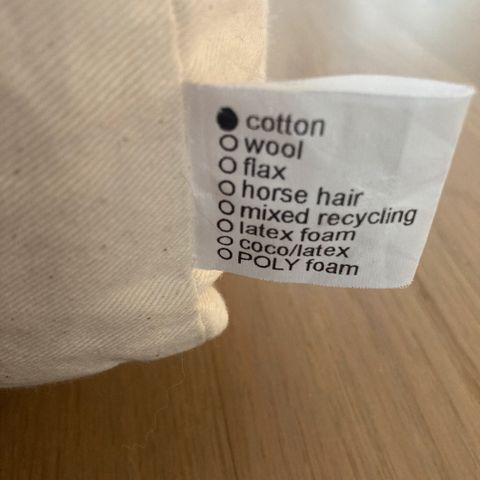 cotton
wool
flax
horse hair
mixed recycling
latex foam
coco/latex
POLY foam